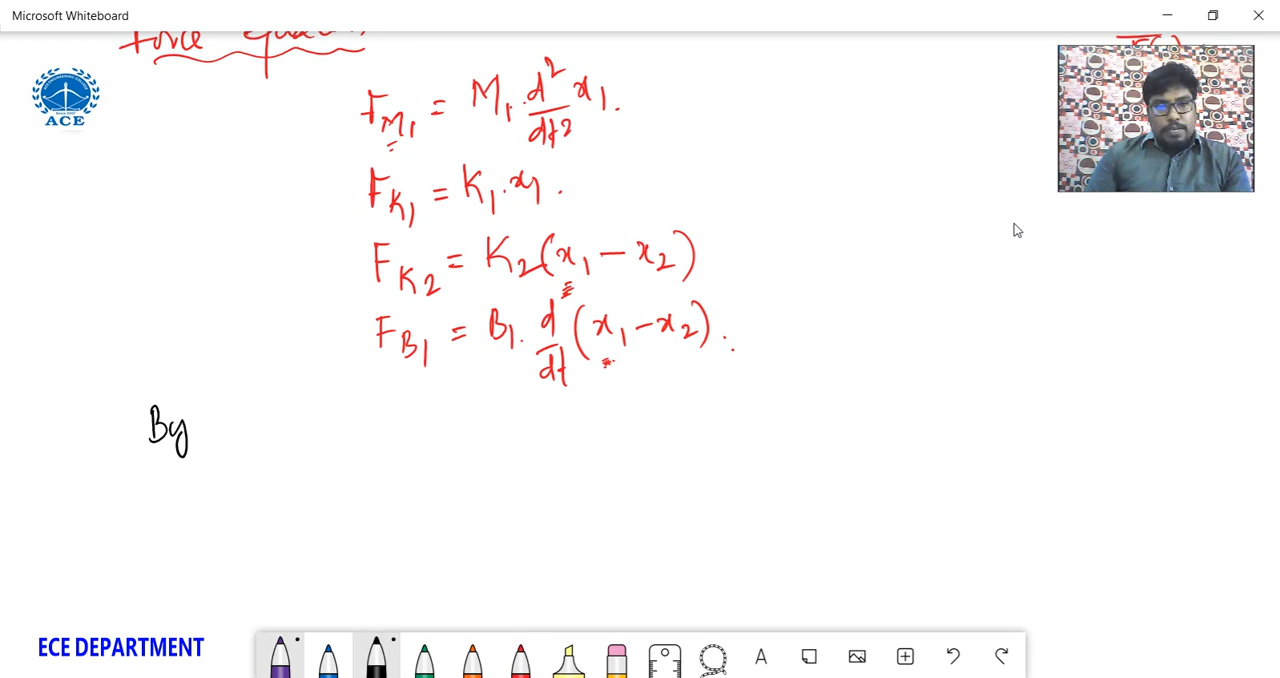 Microsoft Whiteboard
Force
ACE
F_M1 = M1 · d²/dt² x1.
F_K1 = K1 · x1.
F_K2 = K2 (x1 − x2)
F_B1 = B1 · d/dt (x1 − x2).
By
ECE DEPARTMENT
A